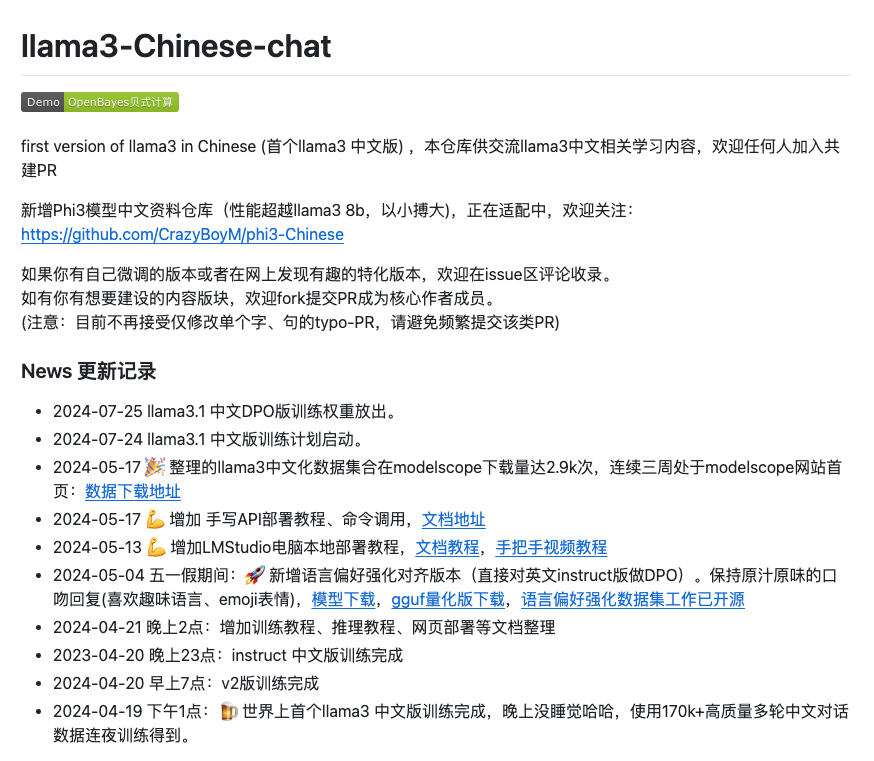 llama3-Chinese-chat
Demo OpenBayes贝式计算
first version of llama3 in Chinese (首个llama3 中文版) ，本仓库供交流llama3中文相关学习内容，欢迎任何人加入共
建PR
新增Phi3模型中文资料仓库（性能超越llama3 8b，以小搏大)，正在适配中，欢迎关注：
https://github.com/CrazyBoyM/phi3-Chinese
如果你有自己微调的版本或者在网上发现有趣的特化版本，欢迎在issue区评论收录。
如有你有想要建设的内容版块，欢迎fork提交PR成为核心作者成员。
(注意：目前不再接受仅修改单个字、句的typo-PR，请避免频繁提交该类PR)
News 更新记录
• 2024-07-25 llama3.1 中文DPO版训练权重放出。
• 2024-07-24 llama3.1 中文版训练计划启动。
• 2024-05-17 🎉 整理的llama3中文化数据集合在modelscope下载量达2.9k次，连续三周处于modelscope网站首
页：数据下载地址
• 2024-05-17 💪 增加 手写API部署教程、命令调用，文档地址
• 2024-05-13 💪 增加LMStudio电脑本地部署教程，文档教程，手把手视频教程
• 2024-05-04 五一假期间：🚀 新增语言偏好强化对齐版本（直接对英文instruct版做DPO）。保持原汁原味的口
吻回复(喜欢趣味语言、emoji表情)，模型下载，gguf量化版下载，语言偏好强化数据集工作已开源
• 2024-04-21 晚上2点：增加训练教程、推理教程、网页部署等文档整理
• 2023-04-20 晚上23点：instruct 中文版训练完成
• 2024-04-20 早上7点：v2版训练完成
• 2024-04-19 下午1点：🍺 世界上首个llama3 中文版训练完成，晚上没睡觉哈哈，使用170k+高质量多轮中文对话
数据连夜训练得到。